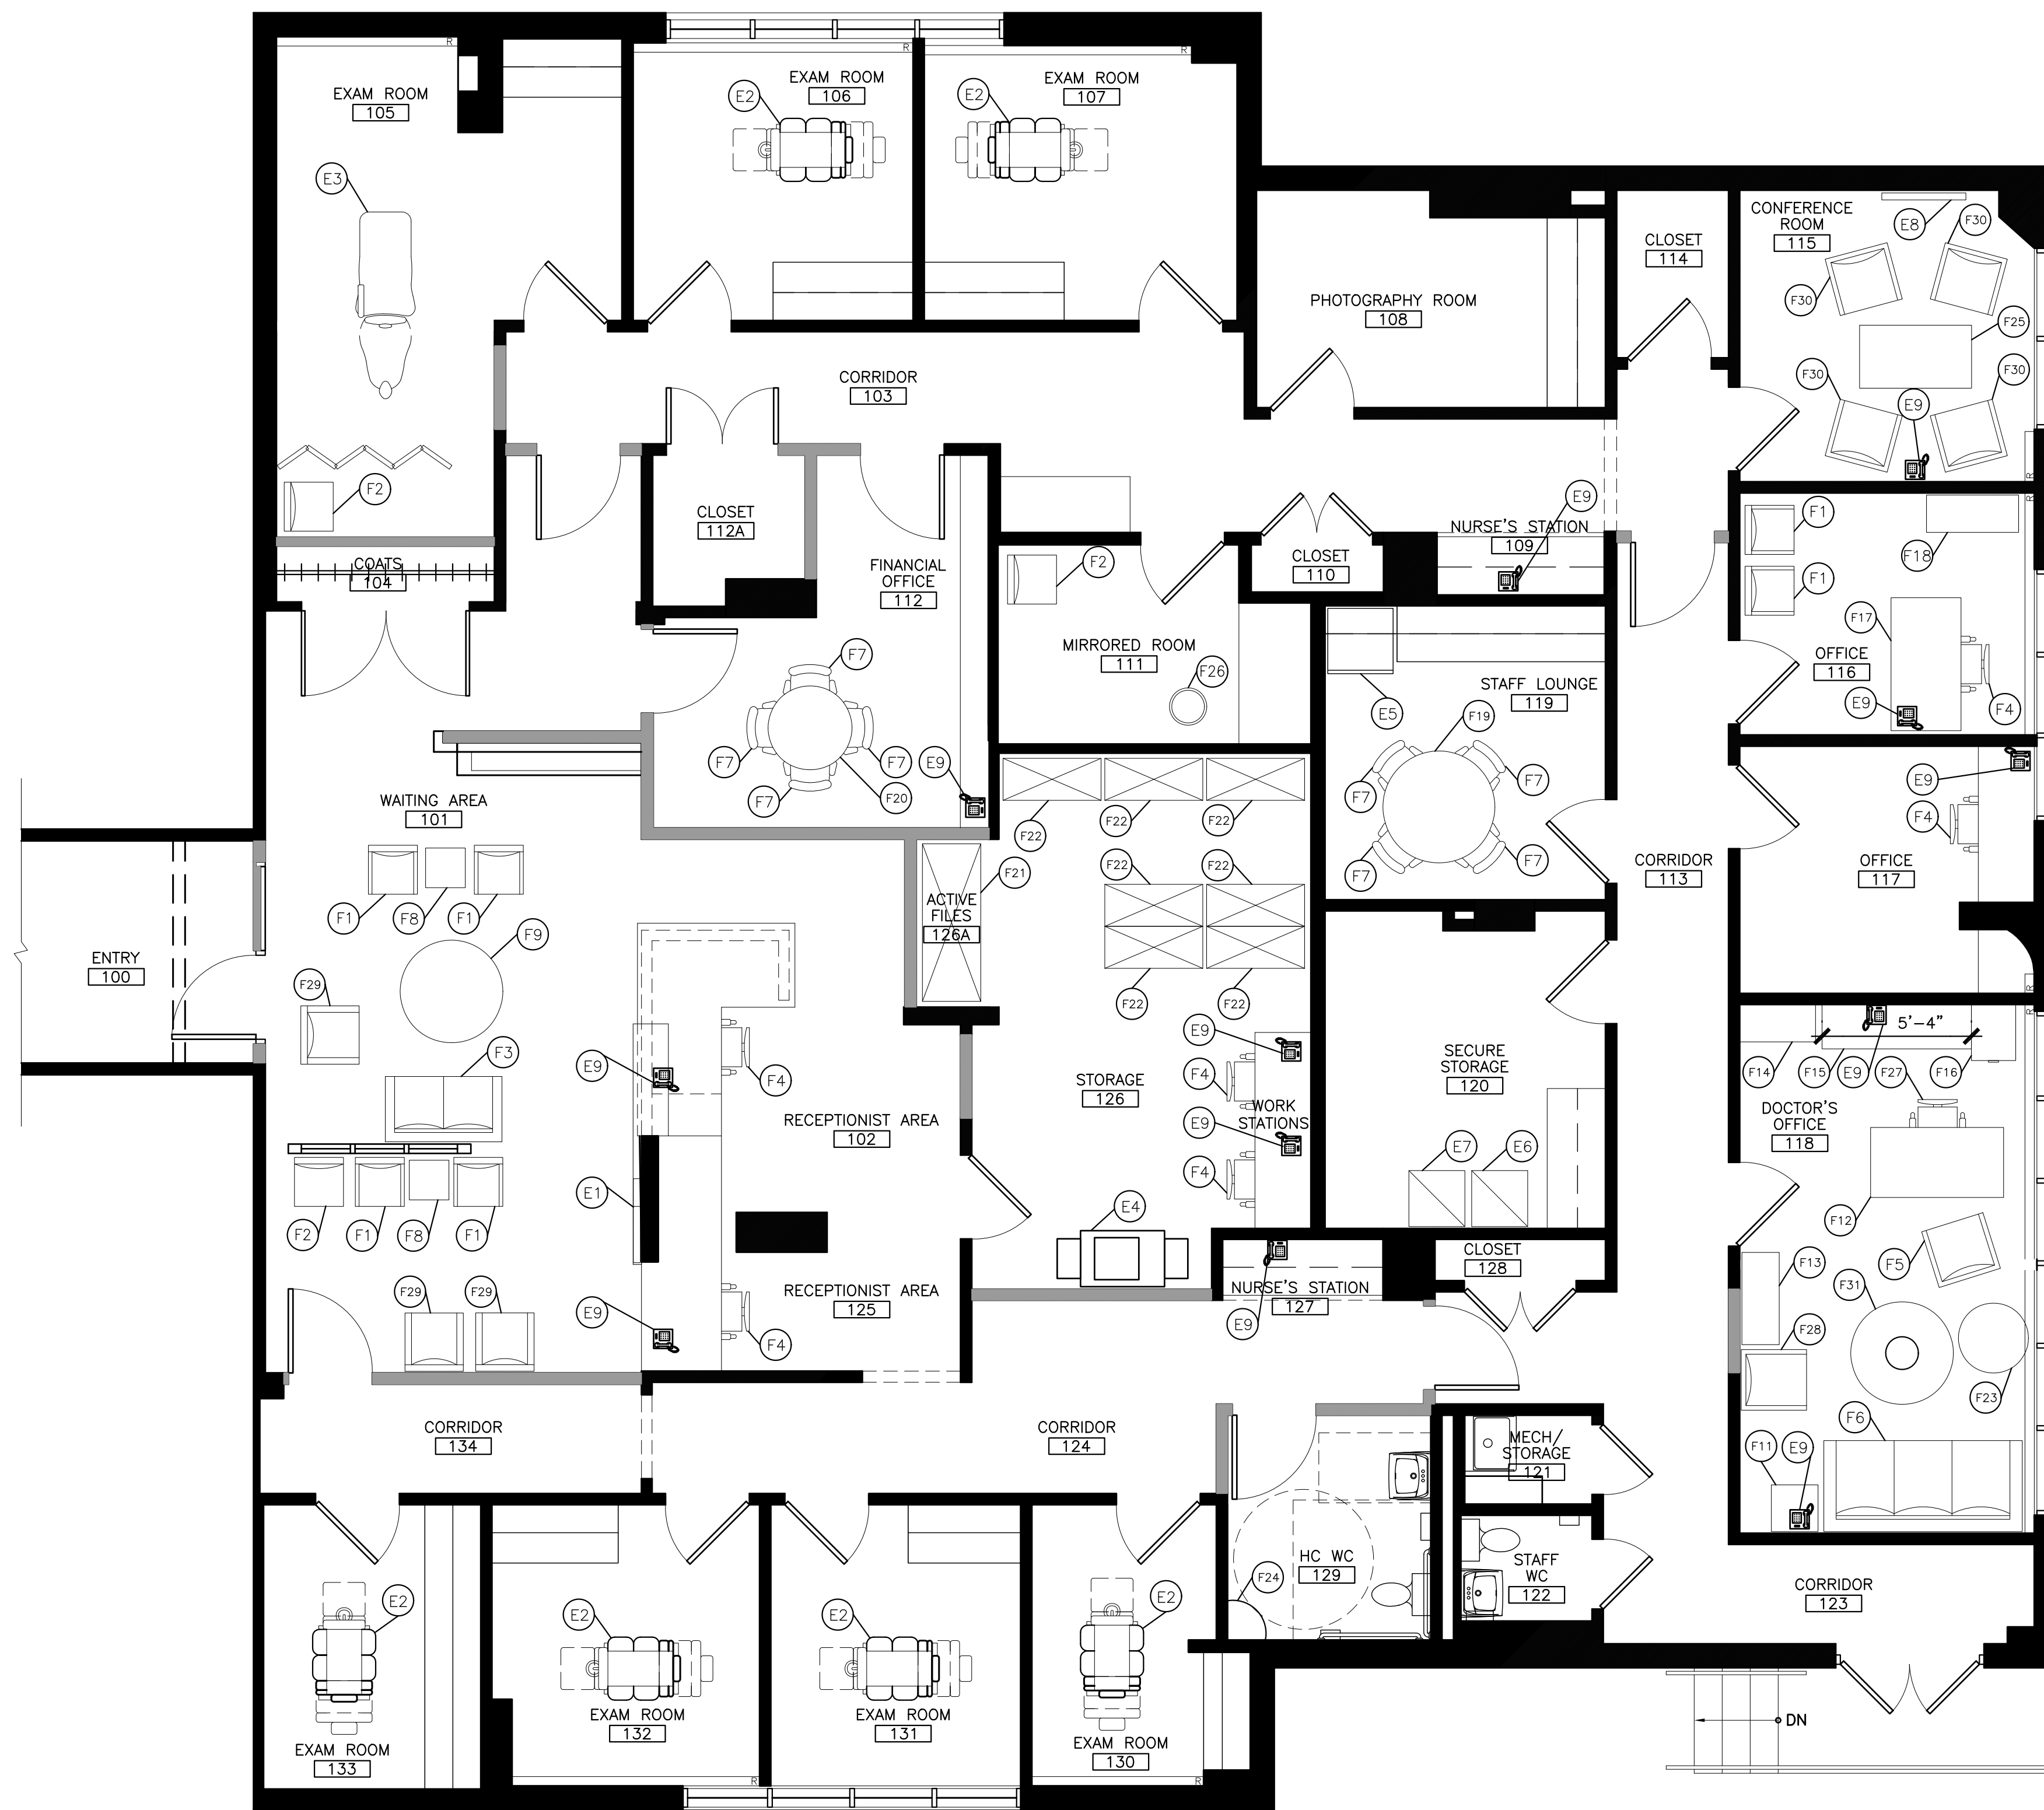 R
R
R
EXAM ROOM
105
E3
F2
COATS
104
EXAM ROOM
106
E2
EXAM ROOM
107
E2
CORRIDOR
103
PHOTOGRAPHY ROOM
108
CLOSET
114
CONFERENCE
ROOM
115
E8
F30
F30
F25
F30
F30
E9
R
CLOSET
112A
FINANCIAL
OFFICE
112
F7
F7
F7
F7
F20
E9
F2
MIRRORED ROOM
111
F26
CLOSET
110
NURSE'S STATION
109
E9
F1
F1
F18
F17
OFFICE
116
E9
F4
R
STAFF LOUNGE
119
E5
F19
F7
F7
F7
F7
E9
F4
OFFICE
117
R
CORRIDOR
113
WAITING AREA
101
F1
F8
F1
F9
F29
F3
F2
F1
F8
F1
F29
F29
ENTRY
100
ACTIVE
FILES
126A
F21
F22
F22
F22
F22
F22
F22
F22
E9
F4
RECEPTIONIST AREA
102
E1
RECEPTIONIST AREA
125
E9
F4
STORAGE
126
E9
F4
WORK
STATIONS
E9
F4
E4
SECURE
STORAGE
120
E7
E6
5'-4"
R
F14
F15
E9
F27
F16
DOCTOR'S
OFFICE
118
F12
F5
F13
F31
F28
F23
F6
F11
E9
NURSE'S STATION
127
E9
CLOSET
128
CORRIDOR
134
CORRIDOR
124
MECH/
STORAGE
121
STAFF
WC
122
HC WC
129
F24
CORRIDOR
123
DN
E2
EXAM ROOM
133
E2
EXAM ROOM
132
R
E2
EXAM ROOM
131
E2
EXAM ROOM
130
R